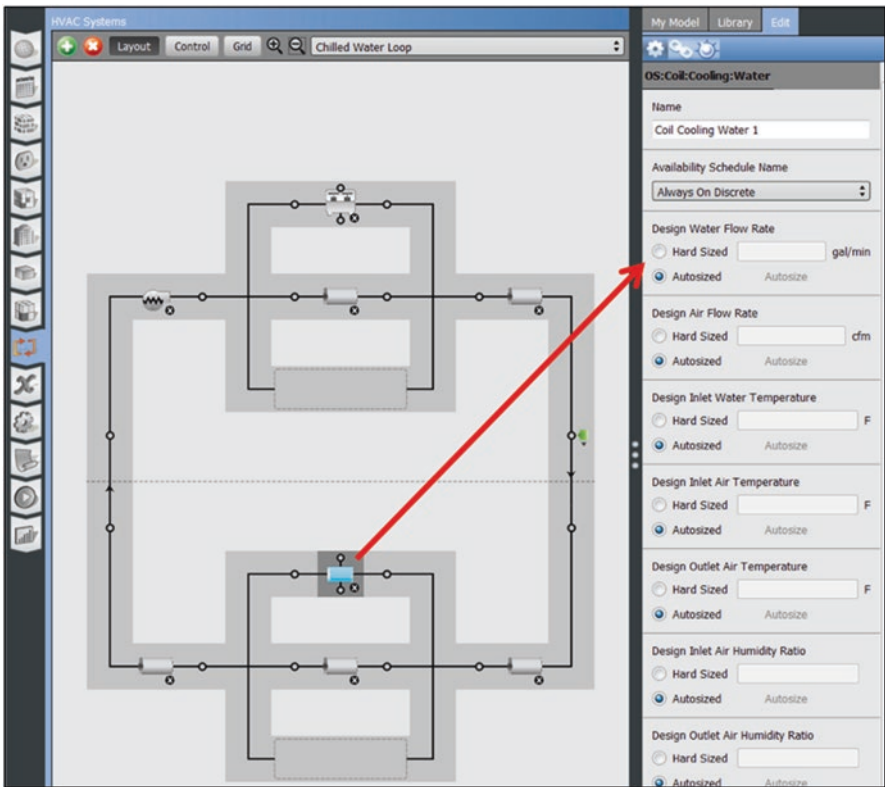 HVAC Systems
Layout Control Grid Chilled Water Loop
My Model Library Edit
OS:Coil:Cooling:Water
Name
Coil Cooling Water 1
Availability Schedule Name
Always On Discrete
Design Water Flow Rate
Hard Sized gal/min
Autosized Autosize
Design Air Flow Rate
Hard Sized cfm
Autosized Autosize
Design Inlet Water Temperature
Hard Sized F
Autosized Autosize
Design Inlet Air Temperature
Hard Sized F
Autosized Autosize
Design Outlet Air Temperature
Hard Sized F
Autosized Autosize
Design Inlet Air Humidity Ratio
Hard Sized
Autosized Autosize
Design Outlet Air Humidity Ratio
Hard Sized
Autosized Autosize